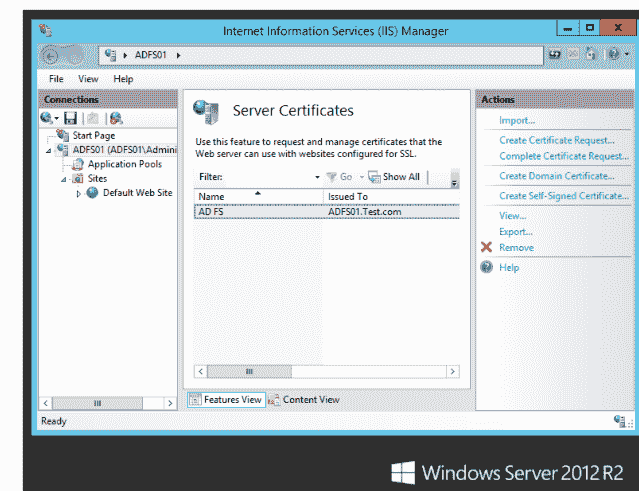 Internet Information Services (IIS) Manager
ADFS01
File View Help
Connections
Start Page
ADFS01 (ADFS01\Admini
Application Pools
Sites
Default Web Site
Server Certificates
Use this feature to request and manage certificates that the
Web server can use with websites configured for SSL.
Filter: Go Show All
Name Issued To
AD FS ADFS01.Test.com
Features View Content View
Actions
Import...
Create Certificate Request...
Complete Certificate Request...
Create Domain Certificate...
Create Self-Signed Certificate...
View...
Export...
Remove
Help
Ready
Windows Server 2012 R2